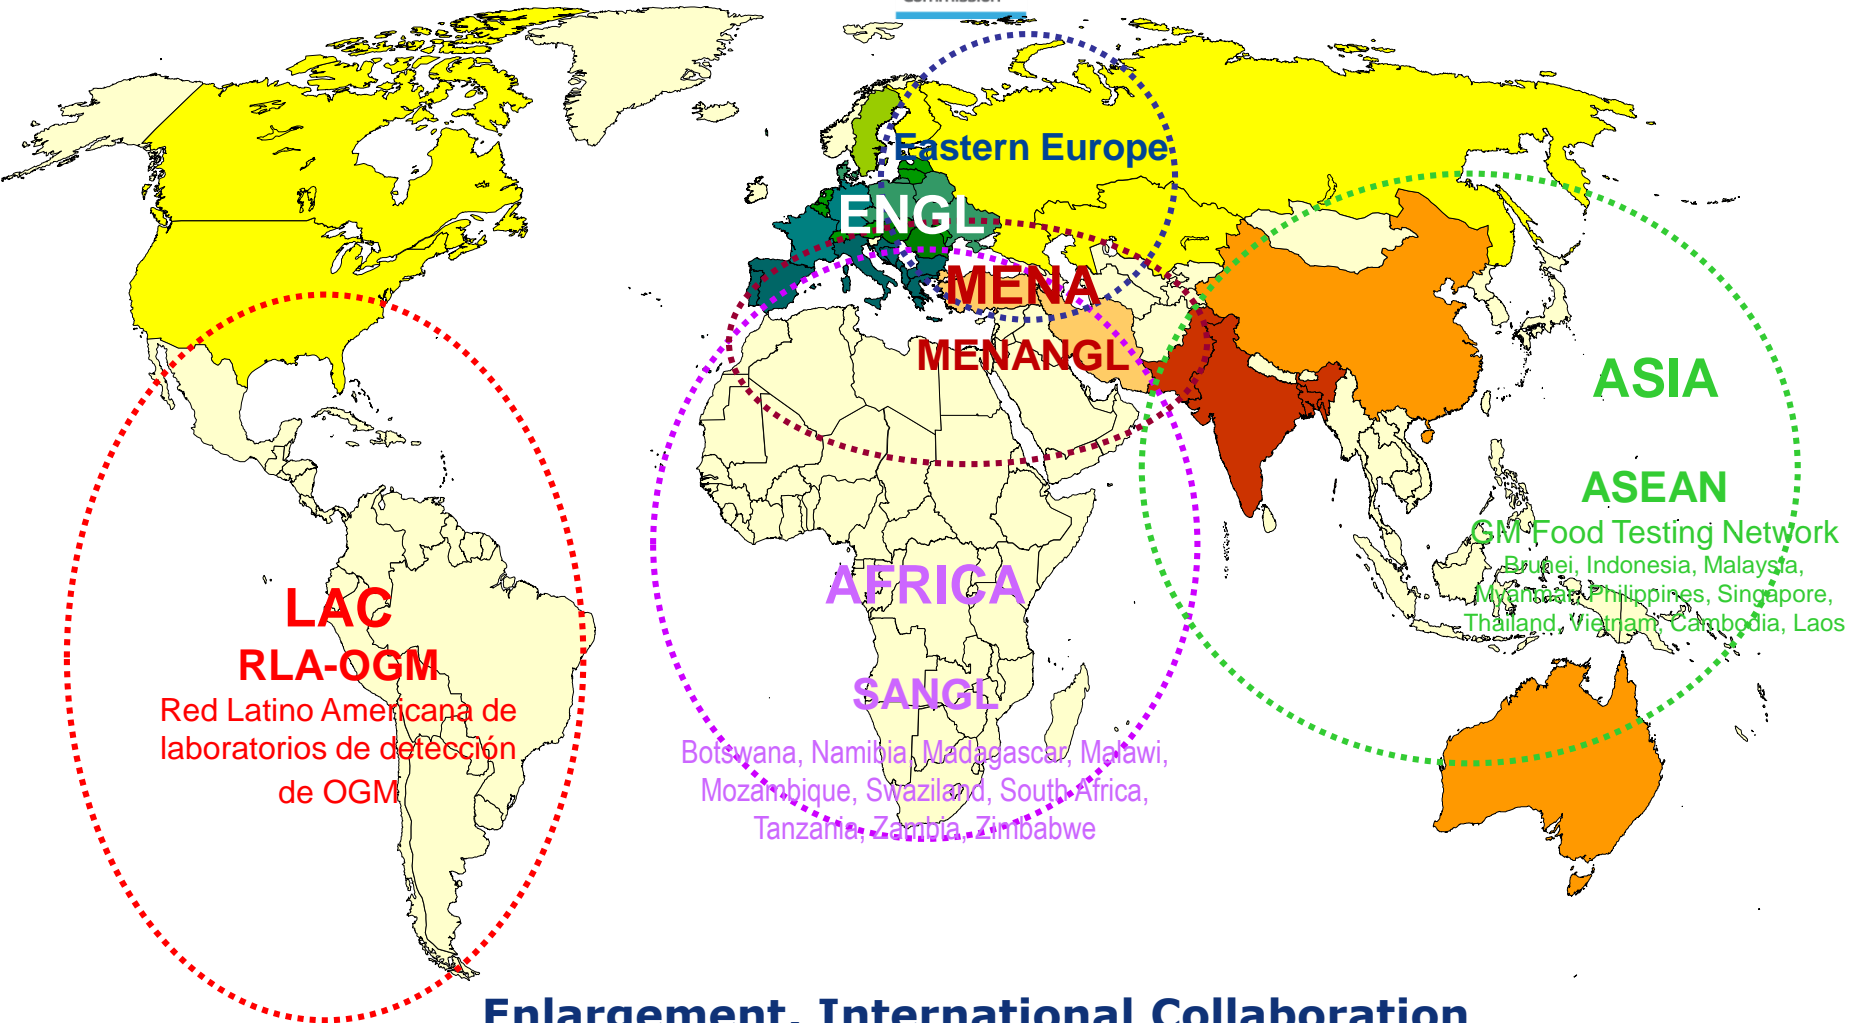 Commission
Eastern Europe
ENGL
MENA
MENANGL
ASIA
ASEAN
GM Food Testing Network
Brunei, Indonesia, Malaysia,
Myanmar, Philippines, Singapore,
Thailand, Vietnam, Cambodia, Laos
AFRICA
SANGL
Botswana, Namibia, Madagascar, Malawi,
Mozambique, Swaziland, South Africa,
Tanzania, Zambia, Zimbabwe
LAC
RLA-OGM
Red Latino Americana de
laboratorios de detección
de OGM
Enlargement, International Collaboration